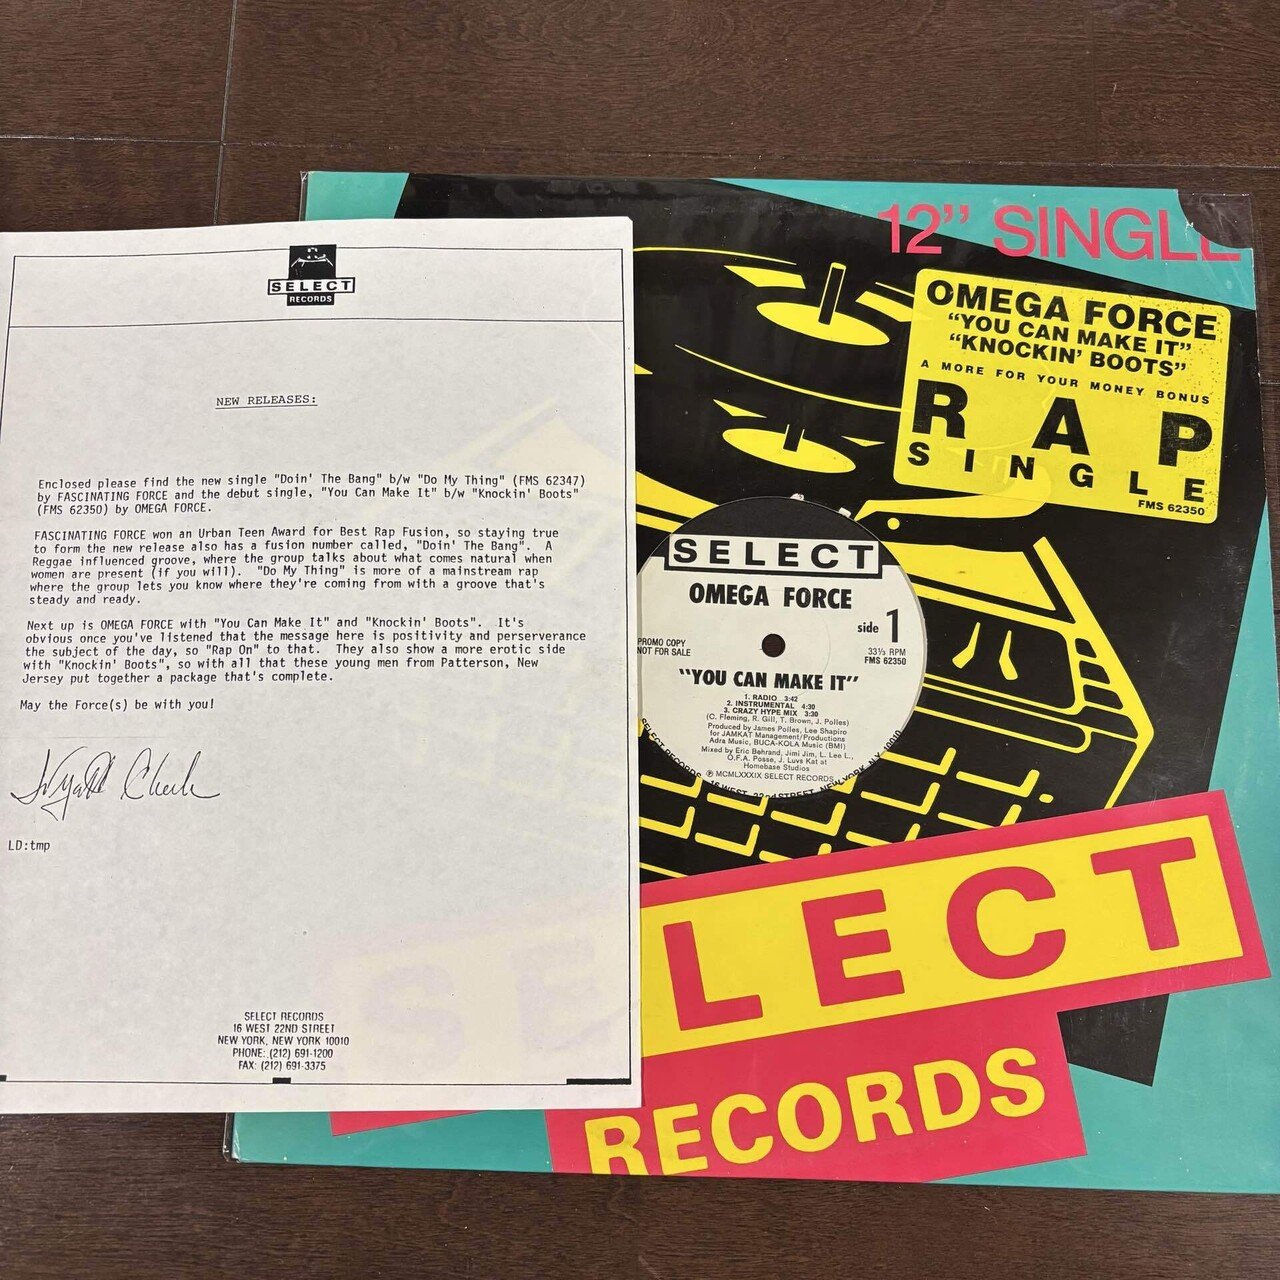 SELECT
RECORDS
NEW RELEASES:
Enclosed please find the new single "Doin' The Bang" b/w "Do My Thing" (FMS 62347)
by FASCINATING FORCE and the debut single, "You Can Make It" b/w "Knockin' Boots"
(FMS 62350) by OMEGA FORCE.
FASCINATING FORCE won an Urban Teen Award for Best Rap Fusion, so staying true
to form the new release also has a fusion number called, "Doin' The Bang". A
Reggae influenced groove, where the group talks about what comes natural when
women are present (if you will). "Do My Thing" is more of a mainstream rap
where the group lets you know where they're coming from with a groove that's
steady and ready.
Next up is OMEGA FORCE with "You Can Make It" and "Knockin' Boots". It's
obvious once you've listened that the message here is positivity and perserverance
the subject of the day, so "Rap On" to that. They also show a more erotic side
with "Knockin' Boots", so with all that these young men from Patterson, New
Jersey put together a package that's complete.
May the Force(s) be with you!
LD:tmp
SELECT RECORDS
16 WEST 22ND STREET
NEW YORK, NEW YORK 10010
PHONE: (212) 691-1200
FAX: (212) 691-3375
12" SINGLE
OMEGA FORCE
"YOU CAN MAKE IT"
"KNOCKIN' BOOTS"
A MORE FOR YOUR MONEY BONUS
RAP
SINGLE
FMS 62350
SELECT
OMEGA FORCE
side 1
PROMO COPY
NOT FOR SALE
33⅓ RPM
FMS 62350
"YOU CAN MAKE IT"
1. RADIO 3:42
2. INSTRUMENTAL 4:30
3. CRAZY HYPE MIX 3:30
(C. Fleming, R. Gill, T. Brown, J. Polles)
Produced by James Polles, Lee Shapiro
for JAMKAT Management/Productions
Adra Music, BUCA-KOLA Music (BMI)
Mixed by Eric Behrand, Jimi Jim, L. Lee L.,
O.F.A. Posse, J. Luvs Kat at
Homebase Studios
℗ MCMLXXXIX SELECT RECORDS
SELECT RECORDS 16 WEST 22nd STREET, NEW YORK, N.Y. 10010
LECT
RECORDS